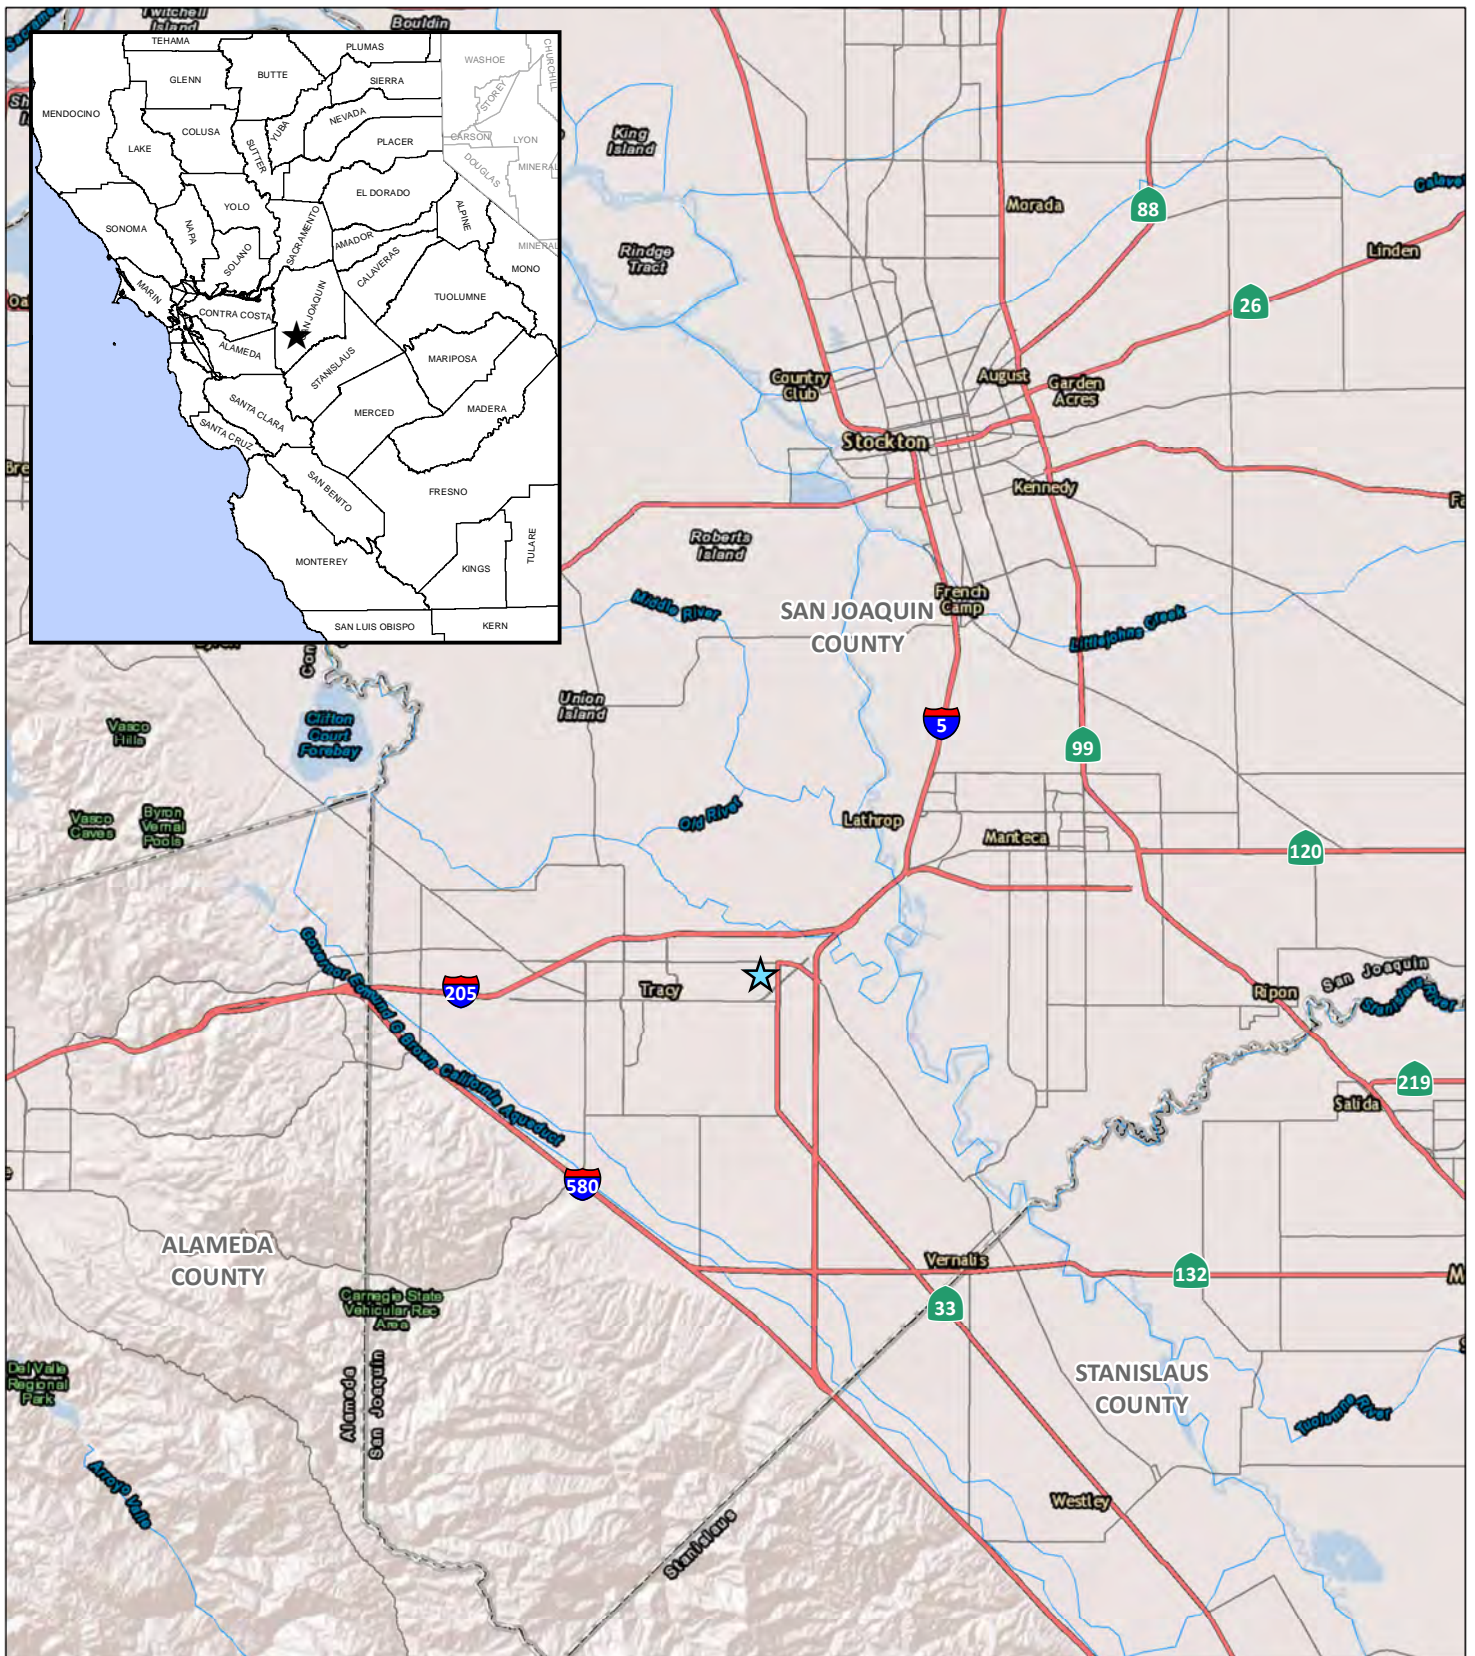 Twitchell
Island
Bouldin
TEHAMA
PLUMAS
WASHOE
CHURCHILL
GLENN
BUTTE
SIERRA
STOREY
MENDOCINO
NEVADA
COLUSA
YUBA
SUTTER
PLACER
CARSON
LYON
LAKE
DOUGLAS
MINERAL
EL DORADO
YOLO
NAPA
SACRAMENTO
ALPINE
SONOMA
AMADOR
SOLANO
CALAVERAS
MINERAL
MONO
MARIN
TUOLUMNE
CONTRA COSTA
ALAMEDA
STANISLAUS
MARIPOSA
SANTA CLARA
MERCED
MADERA
SANTA CRUZ
SAN BENITO
FRESNO
TULARE
MONTEREY
KINGS
SAN LUIS OBISPO
KERN
King
Island
Morada
88
Rindge
Tract
Linden
26
Country
Club
August
Garden
Acres
Stockton
Kennedy
Roberts
Island
Middle River
French
Camp
SAN JOAQUIN
COUNTY
Littlejohns Creek
Byron
Union
Island
Vasco
Hills
Clifton
Court
Forebay
5
99
Vasco
Caves
Byron
Vernal
Pools
Old River
Lathrop
Manteca
120
Governor Edmund G Brown California Aqueduct
205
Tracy
Ripon
San Joaquin
Stanislaus River
219
Salida
580
ALAMEDA
COUNTY
Vernalis
132
33
Carnegie State
Vehicular Rec
Area
Del Valle
Regional
Park
Alameda
San Joaquin
STANISLAUS
COUNTY
Tuolumne River
Arroyo Valle
Westley
Stanislaus